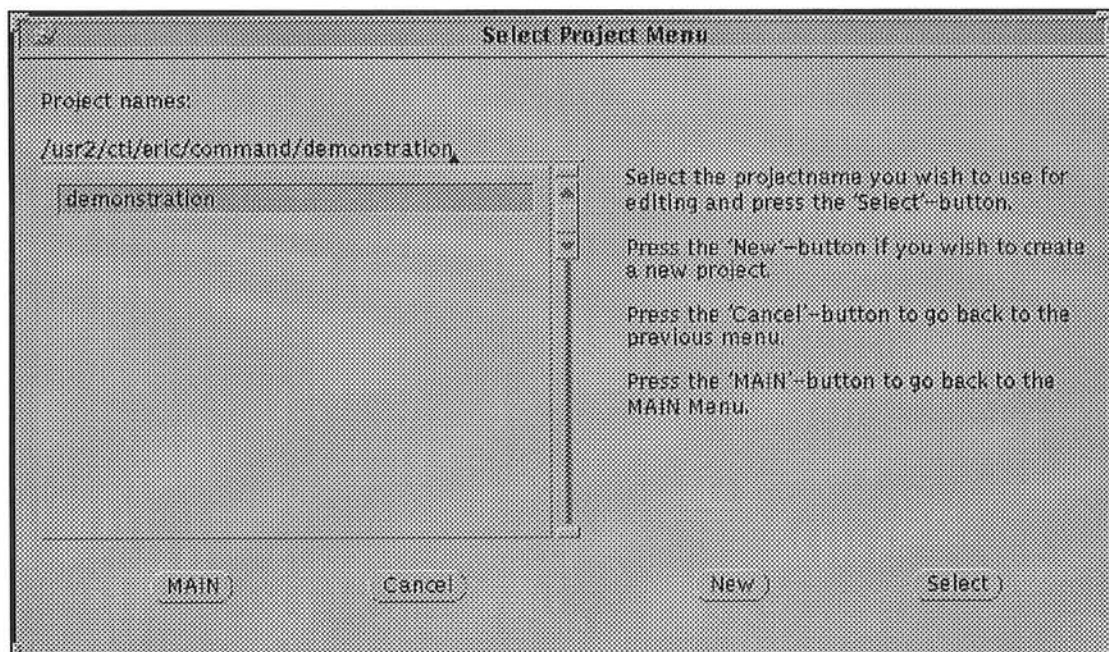 Select Project Menu
Project names:
/usr2/cti/eric/command/demonstration
demonstration
Select the projectname you wish to use for
editing and press the 'Select'-button.
Press the 'New'-button if you wish to create
a new project.
Press the 'Cancel'-button to go back to the
previous menu.
Press the 'MAIN'-button to go back to the
MAIN Menu.
MAIN
Cancel
New
Select